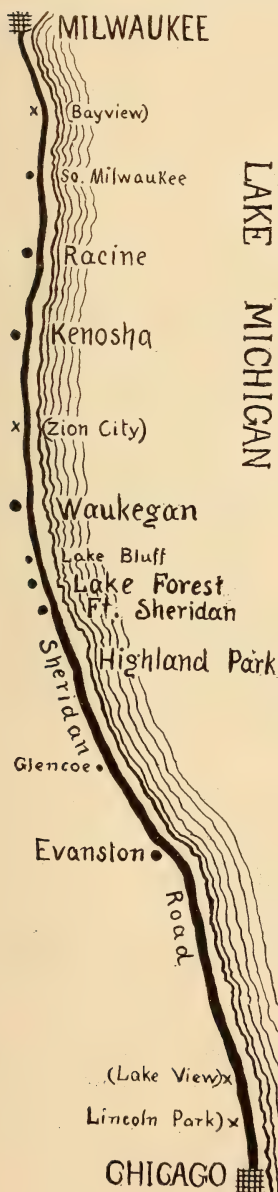 MILWAUKEE
x (Bayview)
So. Milwaukee
LAKE MICHIGAN
Racine
Kenosha
x (Zion City)
Waukegan
Lake Bluff
Lake Forest
Ft. Sheridan
Highland Park
Sheridan Road
Glencoe
Evanston
(Lake View) x
Lincoln Park) x
CHICAGO